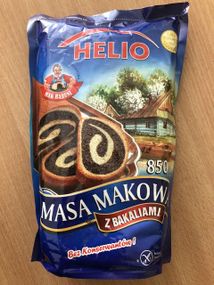 HELIO
850
MASA MAKOWA
Z BAKALIAMI
Bez Konserwantów!